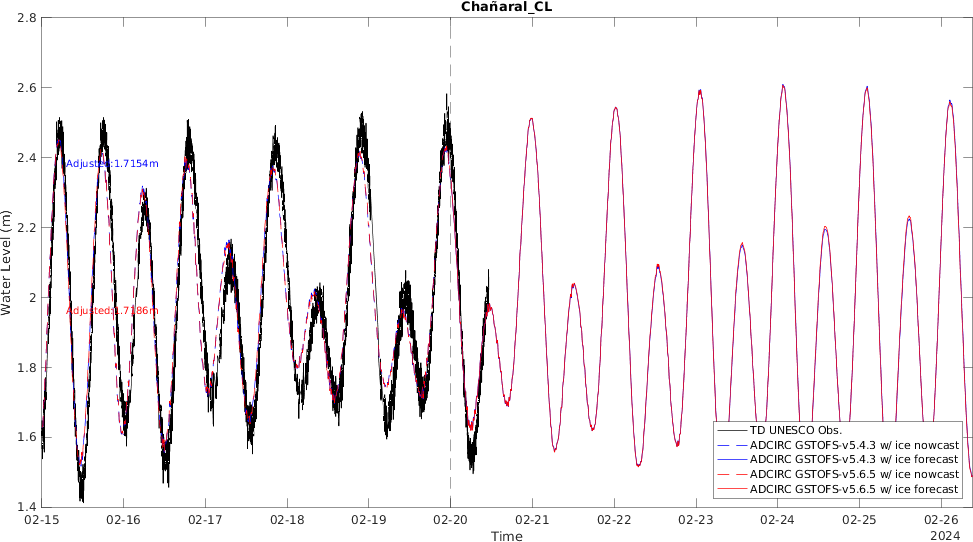 Chañaral_CL
2.8
2.6
2.4
2.2
2
1.8
1.6
1.4
Water Level (m)
Adjusted:1.7154m
Adjusted:1.7186m
TD UNESCO Obs.
ADCIRC GSTOFS-v5.4.3 w/ ice nowcast
ADCIRC GSTOFS-v5.4.3 w/ ice forecast
ADCIRC GSTOFS-v5.6.5 w/ ice nowcast
ADCIRC GSTOFS-v5.6.5 w/ ice forecast
02-15 02-16 02-17 02-18 02-19 02-20 02-21 02-22 02-23 02-24 02-25 02-26
Time
2024